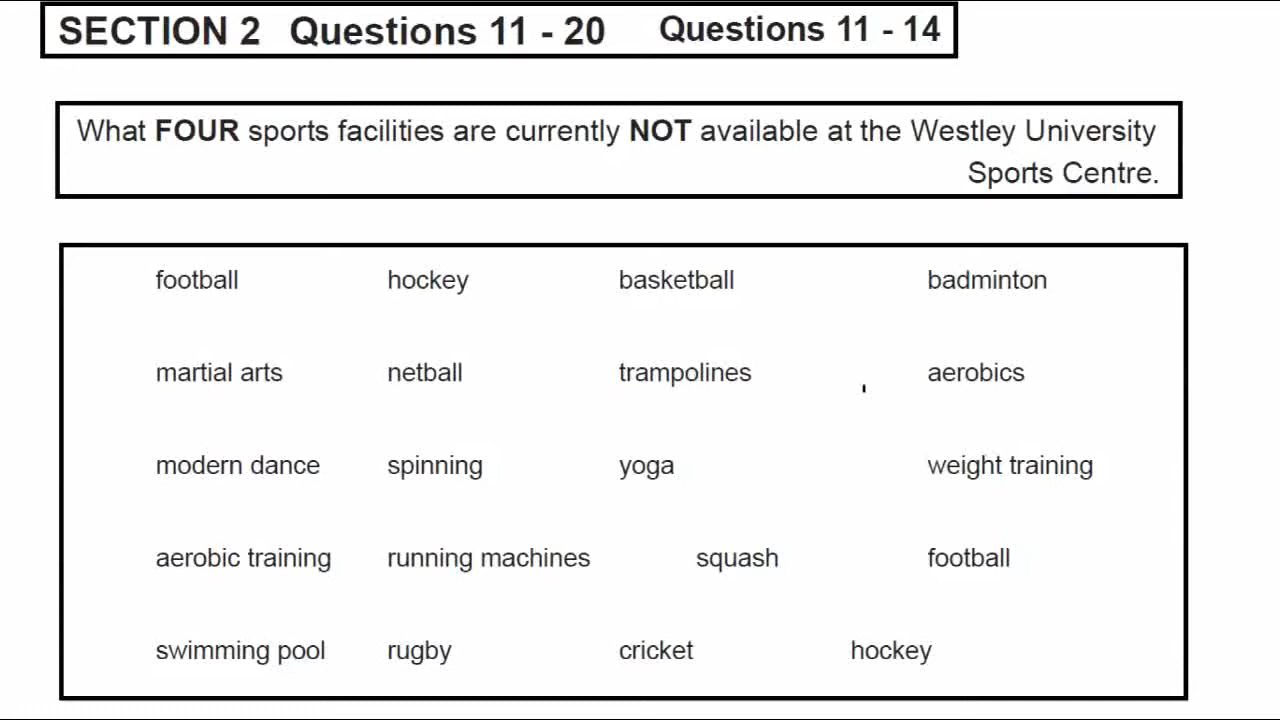 SECTION 2 Questions 11 - 20 Questions 11 - 14
What FOUR sports facilities are currently NOT available at the Westley University
Sports Centre.
football hockey basketball badminton
martial arts netball trampolines aerobics
modern dance spinning yoga weight training
aerobic training running machines squash football
swimming pool rugby cricket hockey